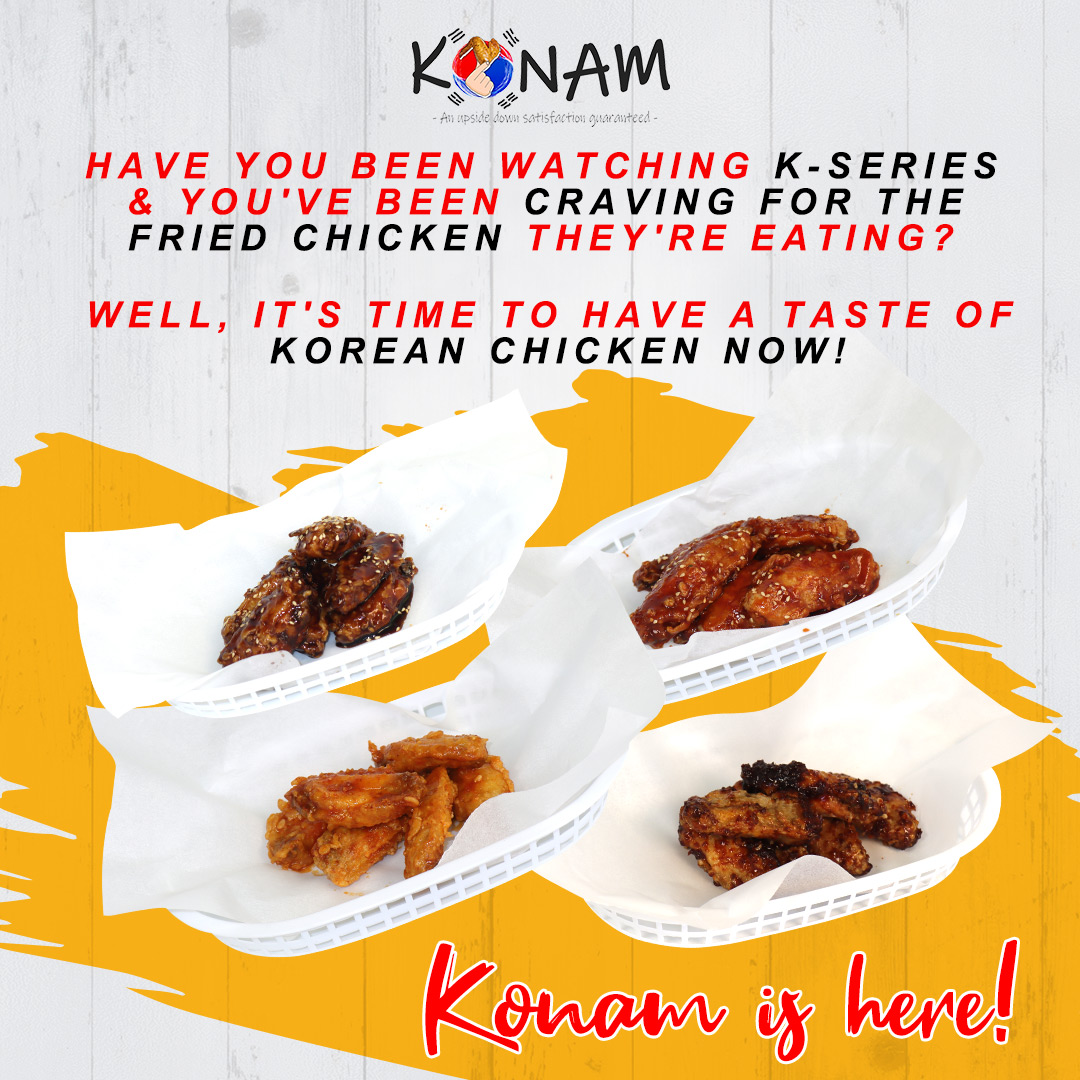 KONAM
- An upside down satisfaction guaranteed -
HAVE YOU BEEN WATCHING K-SERIES
& YOU'VE BEEN CRAVING FOR THE
FRIED CHICKEN THEY'RE EATING?
WELL, IT'S TIME TO HAVE A TASTE OF
KOREAN CHICKEN NOW!
Konam is here!